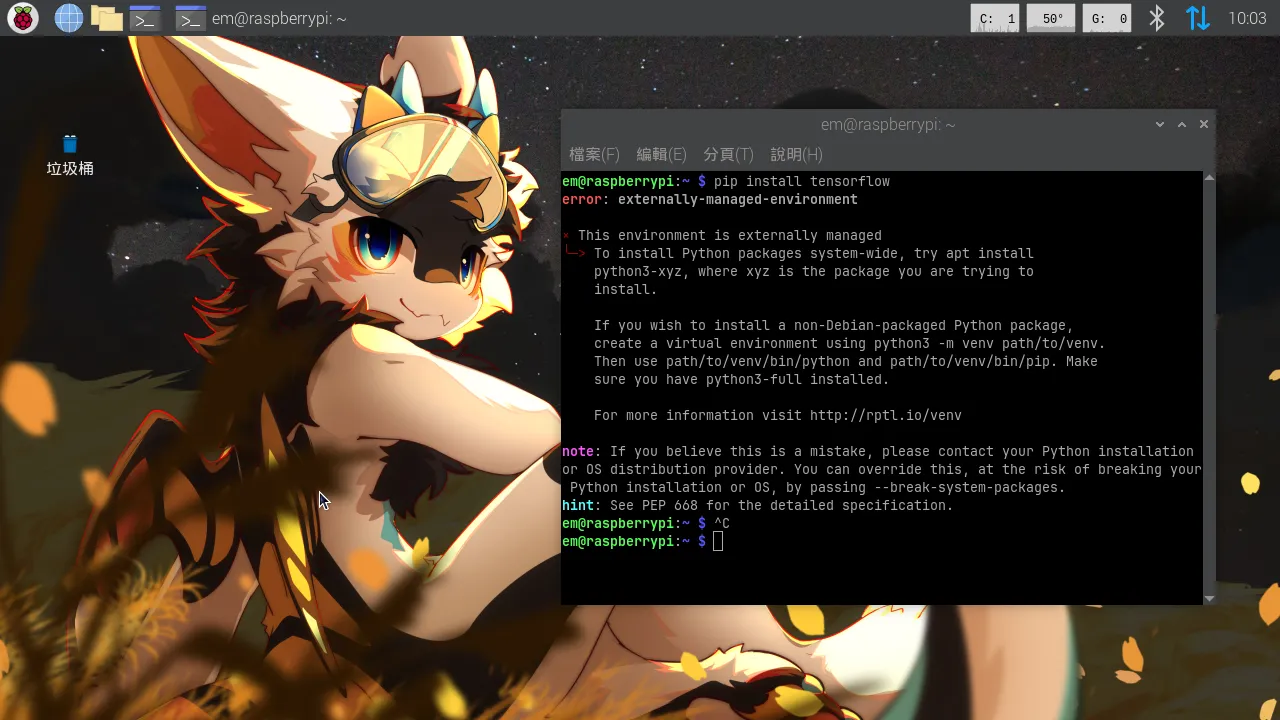 em@raspberrypi: ~
C: 1
50°
G: 0
10:03
垃圾桶
em@raspberrypi: ~
檔案(F) 編輯(E) 分頁(T) 說明(H)
em@raspberrypi:~ $ pip install tensorflow
error: externally-managed-environment
× This environment is externally managed
╰─> To install Python packages system-wide, try apt install
python3-xyz, where xyz is the package you are trying to
install.
If you wish to install a non-Debian-packaged Python package,
create a virtual environment using python3 -m venv path/to/venv.
Then use path/to/venv/bin/python and path/to/venv/bin/pip. Make
sure you have python3-full installed.
For more information visit http://rptl.io/venv
note: If you believe this is a mistake, please contact your Python installation
or OS distribution provider. You can override this, at the risk of breaking your
Python installation or OS, by passing --break-system-packages.
hint: See PEP 668 for the detailed specification.
em@raspberrypi:~ $ ^C
em@raspberrypi:~ $